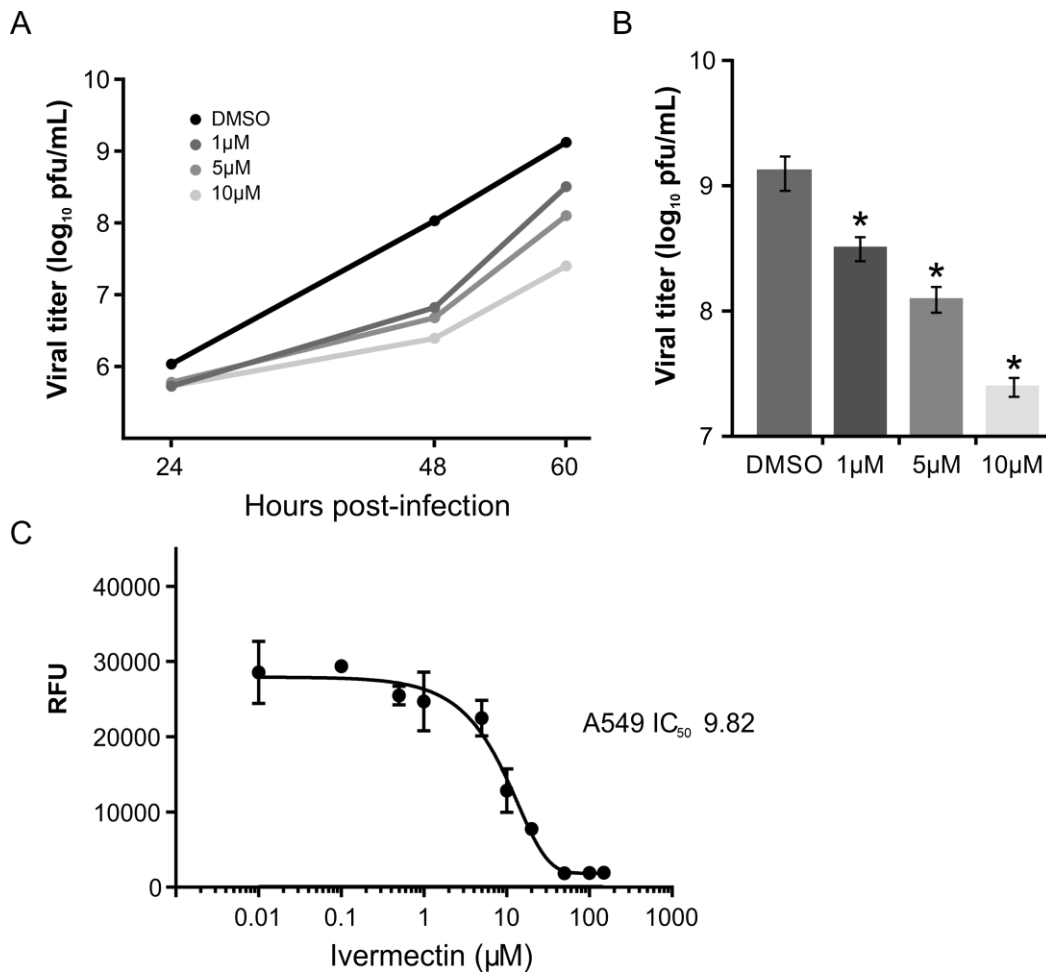 A
Viral titer (log₁₀ pfu/mL)
10
9
8
7
6
DMSO
1µM
5µM
10µM
24
48
60
Hours post-infection
B
Viral titer (log₁₀ pfu/mL)
10
9
8
7
*
*
*
DMSO 1µM 5µM 10µM
C
RFU
40000
30000
20000
10000
0
A549 IC₅₀ 9.82
0.01 0.1 1 10 100 1000
Ivermectin (µM)